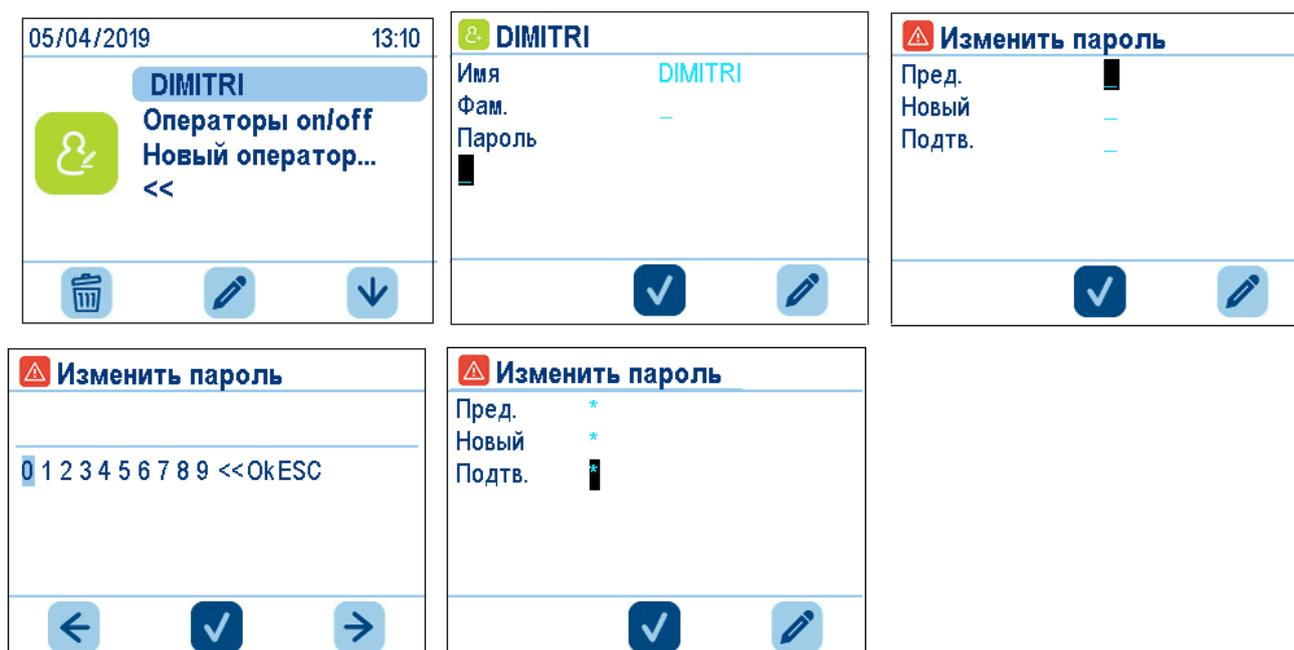 05/04/2019 13:10
DIMITRI
Операторы on/off
Новый оператор...
<<
DIMITRI
Имя DIMITRI
Фам. _
Пароль
_
Изменить пароль
Пред. _
Новый _
Подтв. _
Изменить пароль
0 1 2 3 4 5 6 7 8 9 <<OkESC
Изменить пароль
Пред. *
Новый *
Подтв. *